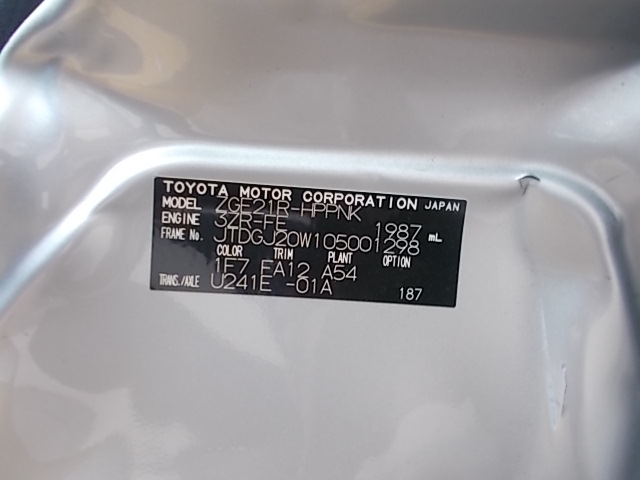 TOYOTA MOTOR CORPORATION JAPAN
MODEL ZGE21R-HPPNK
ENGINE 3ZR-FE 1987 mL
FRAME No. JTDGJ20W105001298
COLOR TRIM PLANT OPTION
1F7 EA12 A54
TRANS./AXLE U241E -01A 187